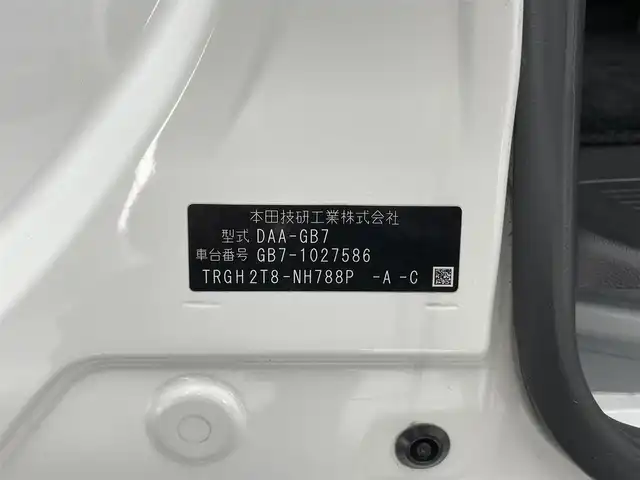 本田技研工業株式会社
型式 DAA-GB7
車台番号 GB7-1027586
TRGH2T8-NH788P -A-C